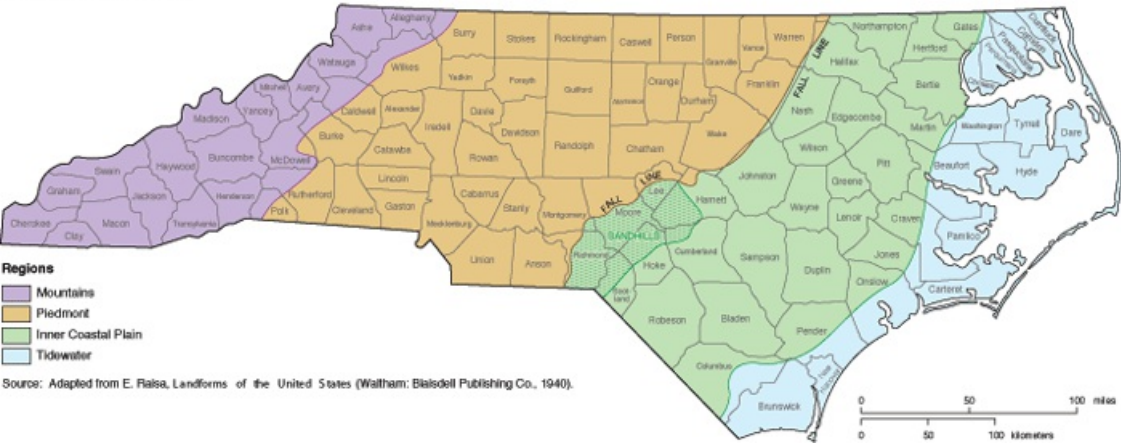 Ashe
Alleghany
Surry
Stokes
Rockingham
Caswell
Person
Vance
Warren
Northampton
Gates
Currituck
Camden
Pasquotank
Hertford
Halifax
FALL LINE
Watauga
Wilkes
Yadkin
Forsyth
Guilford
Orange
Durham
Granville
Franklin
Bertie
Mitchell
Avery
Yancey
Madison
Caldwell
Alexander
Iredell
Davie
Davidson
Randolph
Chatham
Wake
Nash
Edgecombe
Martin
Washington
Tyrrell
Dare
Burke
McDowell
Buncombe
Haywood
Swain
Catawba
Rowan
Wilson
Pitt
Beaufort
Hyde
Graham
Jackson
Henderson
Rutherford
Lincoln
Cabarrus
Stanly
Montgomery
FALL LINE
Lee
Moore
Harnett
Johnston
Greene
Wayne
Lenoir
Craven
Pamlico
Cherokee
Clay
Macon
Transylvania
Polk
Cleveland
Gaston
Mecklenburg
SANDHILLS
Union
Anson
Richmond
Hoke
Cumberland
Sampson
Duplin
Jones
Onslow
Carteret
Robeson
Bladen
Pender
Columbus
Brunswick
Regions
Mountains
Piedmont
Inner Coastal Plain
Tidewater
Source: Adapted from E. Raisa, Landforms of the United States (Waltham: Blaisdell Publishing Co., 1940).
0 50 100 miles
0 50 100 kilometers